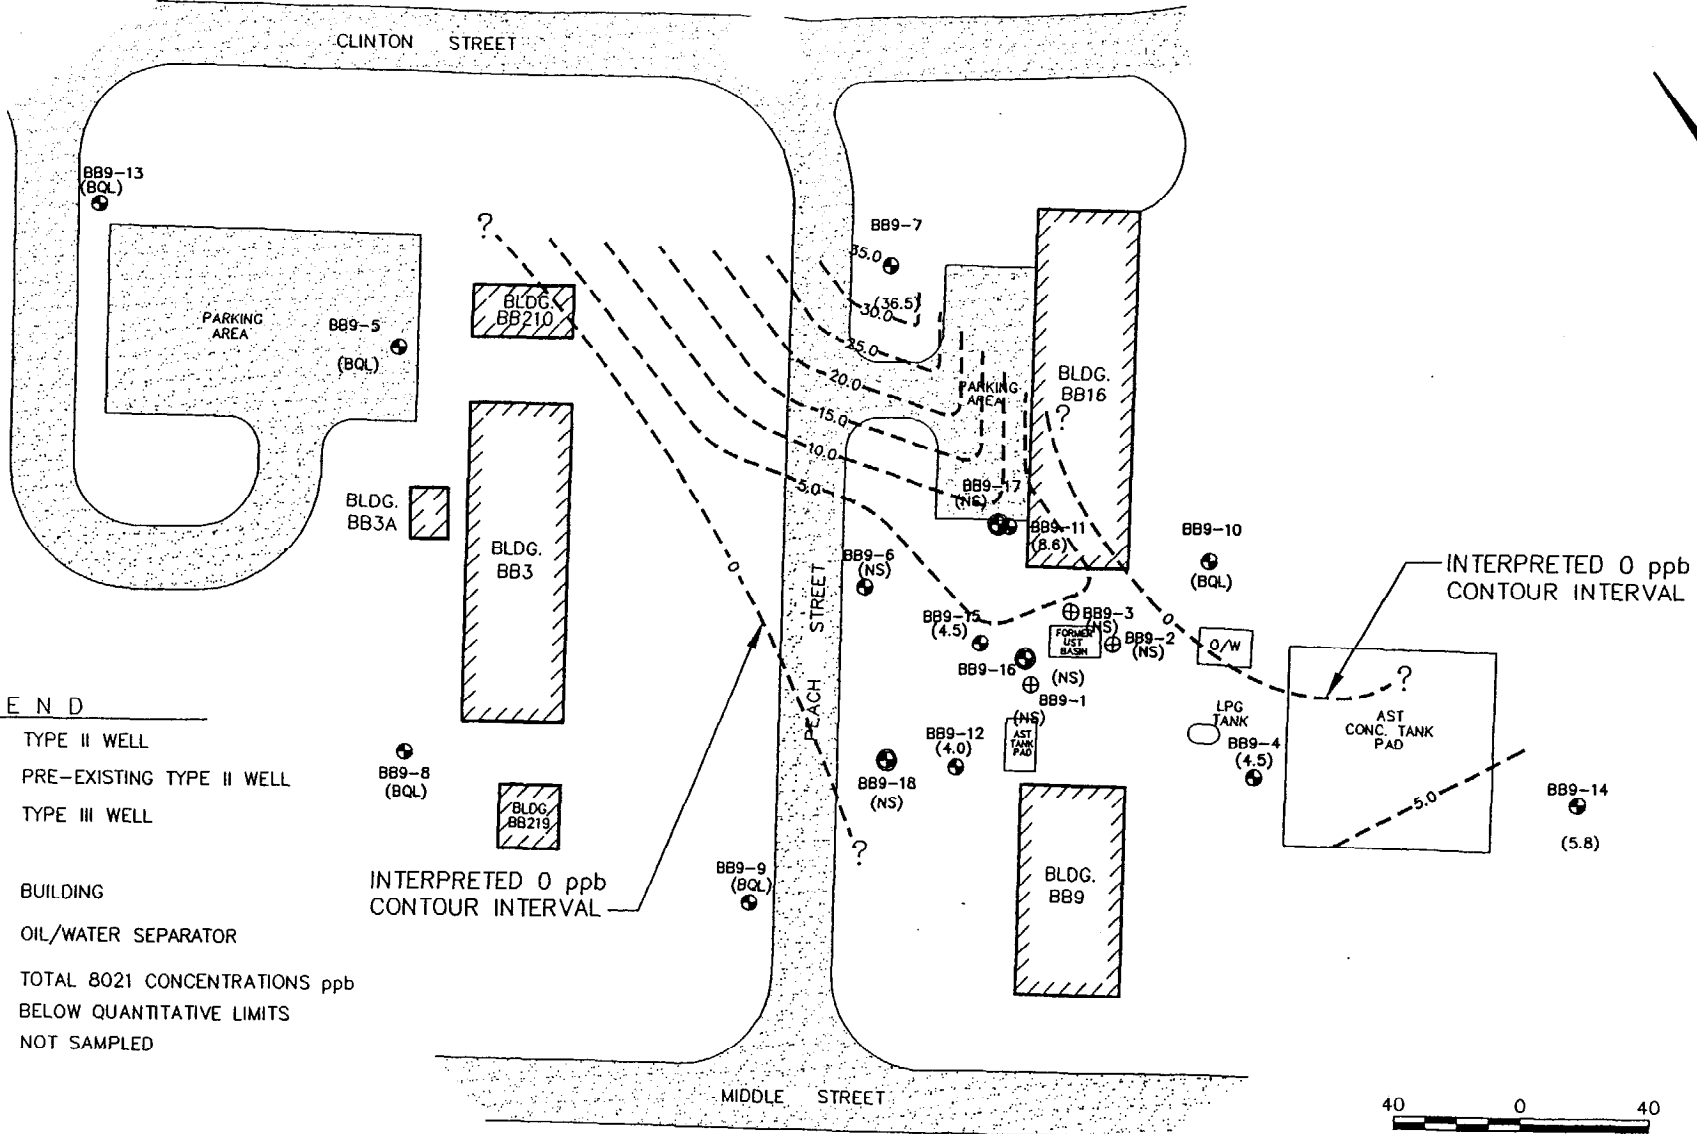 CLINTON STREET
BB9-13
(BQL)
?
BB9-7
35.0
(36.5)
30.0
PARKING
AREA
BB9-5
(BQL)
BLDG.
BB210
25.0
20.0
15.0
10.0
5.0
PARKING
AREA
BLDG.
BB16
?
BLDG.
BB3A
BLDG.
BB3
BB9-17
(NS)
BB9-11
(8.6)
BB9-10
(BQL)
BB9-6
(NS)
0
PEACH STREET
BB9-15
(4.5)
BB9-3
(NS)
FORMER
UST
BASIN
BB9-2
(NS)
0
O/W
INTERPRETED 0 ppb
CONTOUR INTERVAL
BB9-16
(NS)
BB9-1
(NS)
?
LPG
TANK
AST
CONC. TANK
PAD
AST
TANK
PAD
BB9-12
(4.0)
BB9-4
(4.5)
BB9-18
(NS)
5.0
BB9-14
(5.8)
?
BB9-8
(BQL)
BLDG.
BB219
BB9-9
(BQL)
INTERPRETED 0 ppb
CONTOUR INTERVAL
BLDG.
BB9
E N D
TYPE II WELL
PRE-EXISTING TYPE II WELL
TYPE III WELL
BUILDING
OIL/WATER SEPARATOR
TOTAL 8021 CONCENTRATIONS ppb
BELOW QUANTITATIVE LIMITS
NOT SAMPLED
MIDDLE STREET
40 0 40